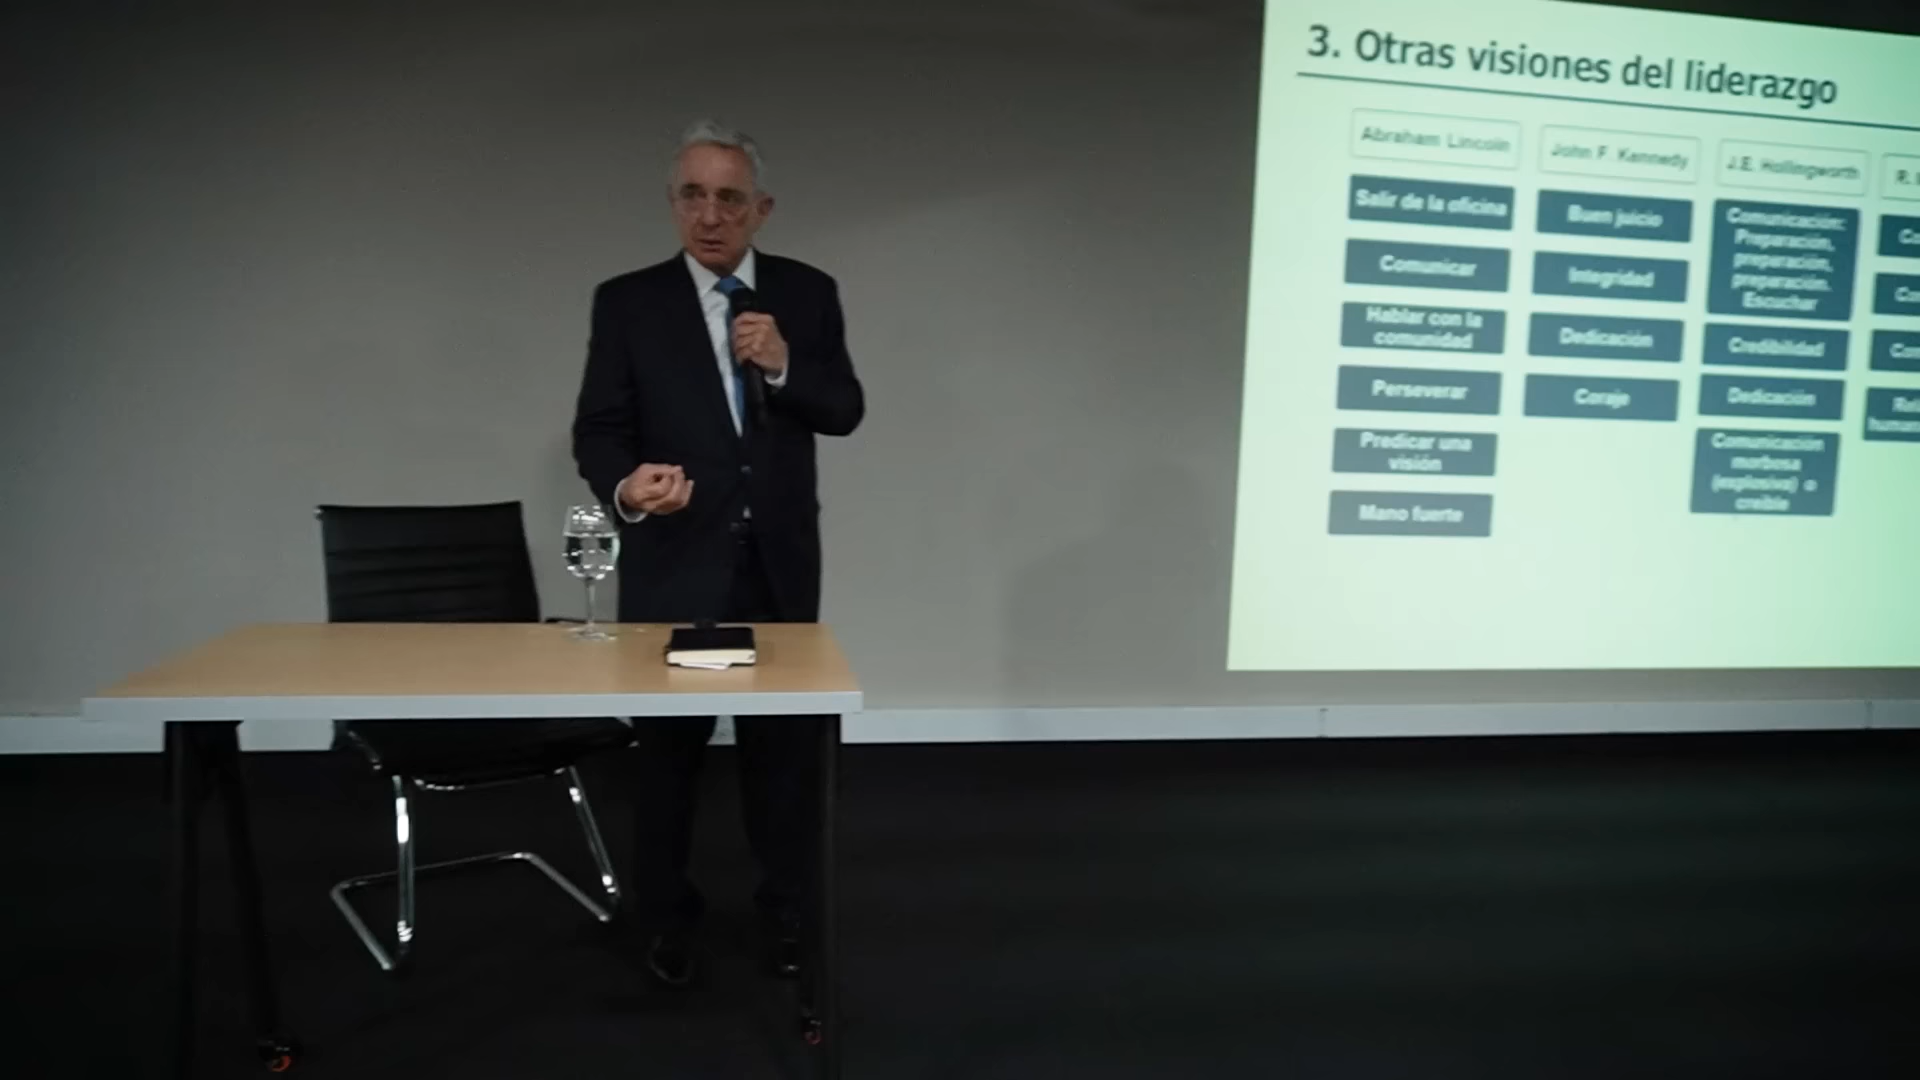 3. Otras visiones del liderazgo
Abraham Lincoln
Salir de la oficina
Comunicar
Hablar con la
comunidad
Perseverar
Predicar una
visión
Mano fuerte
John F. Kennedy
Buen juicio
Integridad
Dedicación
Coraje
J.E. Hollingworth
Comunicación:
Preparación,
preparación,
preparación.
Escuchar
Credibilidad
Dedicación
Comunicación
morbosa
(explosiva) o
creíble
R.